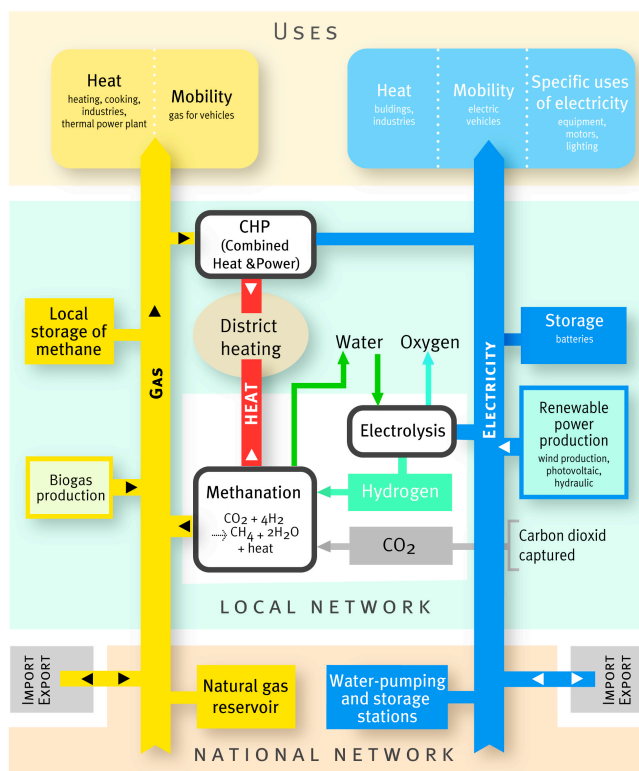 USES
Heat
heating, cooking,
industries,
thermal power plant
Mobility
gas for vehicles
Heat
buldings,
industries
Mobility
electric
vehicles
Specific uses
of electricity
equipment,
motors,
lighting
CHP
(Combined
Heat &Power)
Local
storage of
methane
District
heating
Water
Oxygen
Storage
batteries
GAS
HEAT
ELECTRICITY
Electrolysis
Renewable
power
production
wind production,
photovoltaic,
hydraulic
Biogas
production
Methanation
CO2 + 4H2
CH4 + 2H2O
+ heat
Hydrogen
CO2
Carbon dioxid
captured
LOCAL NETWORK
IMPORT
EXPORT
Natural gas
reservoir
Water-pumping
and storage
stations
IMPORT
EXPORT
NATIONAL NETWORK